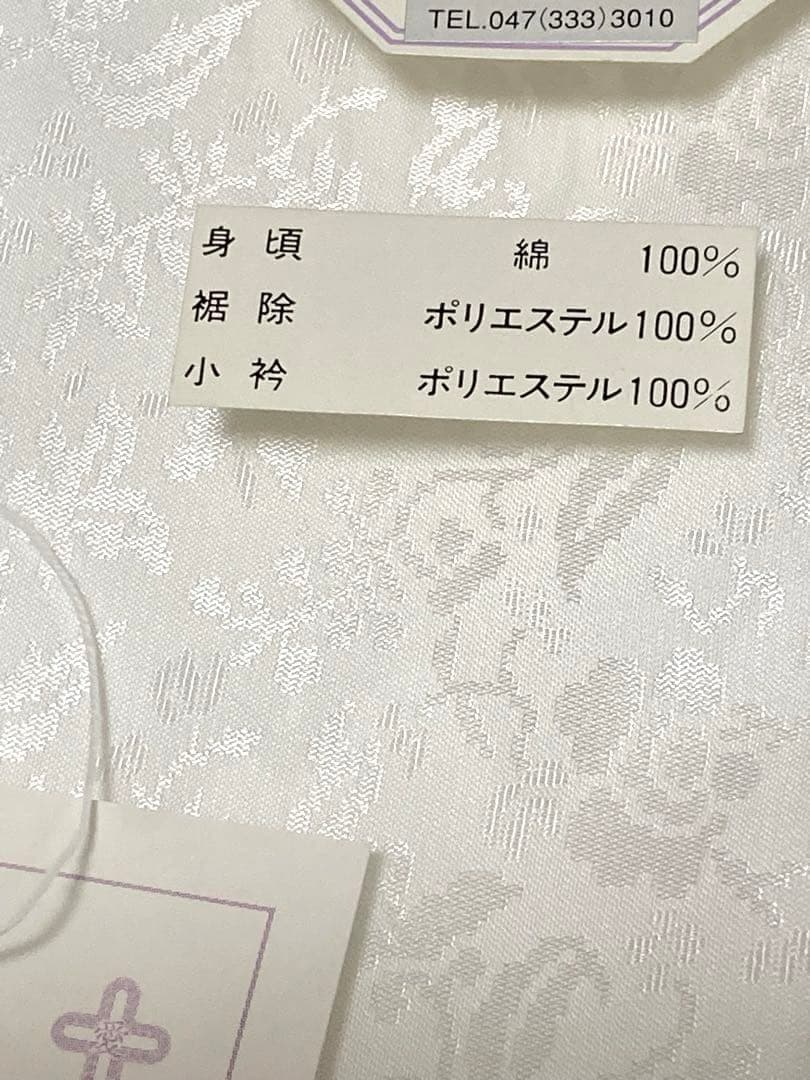 TEL.047(333)3010
身頃 綿 100%
裾除 ポリエステル100%
小衿 ポリエステル100%
愛